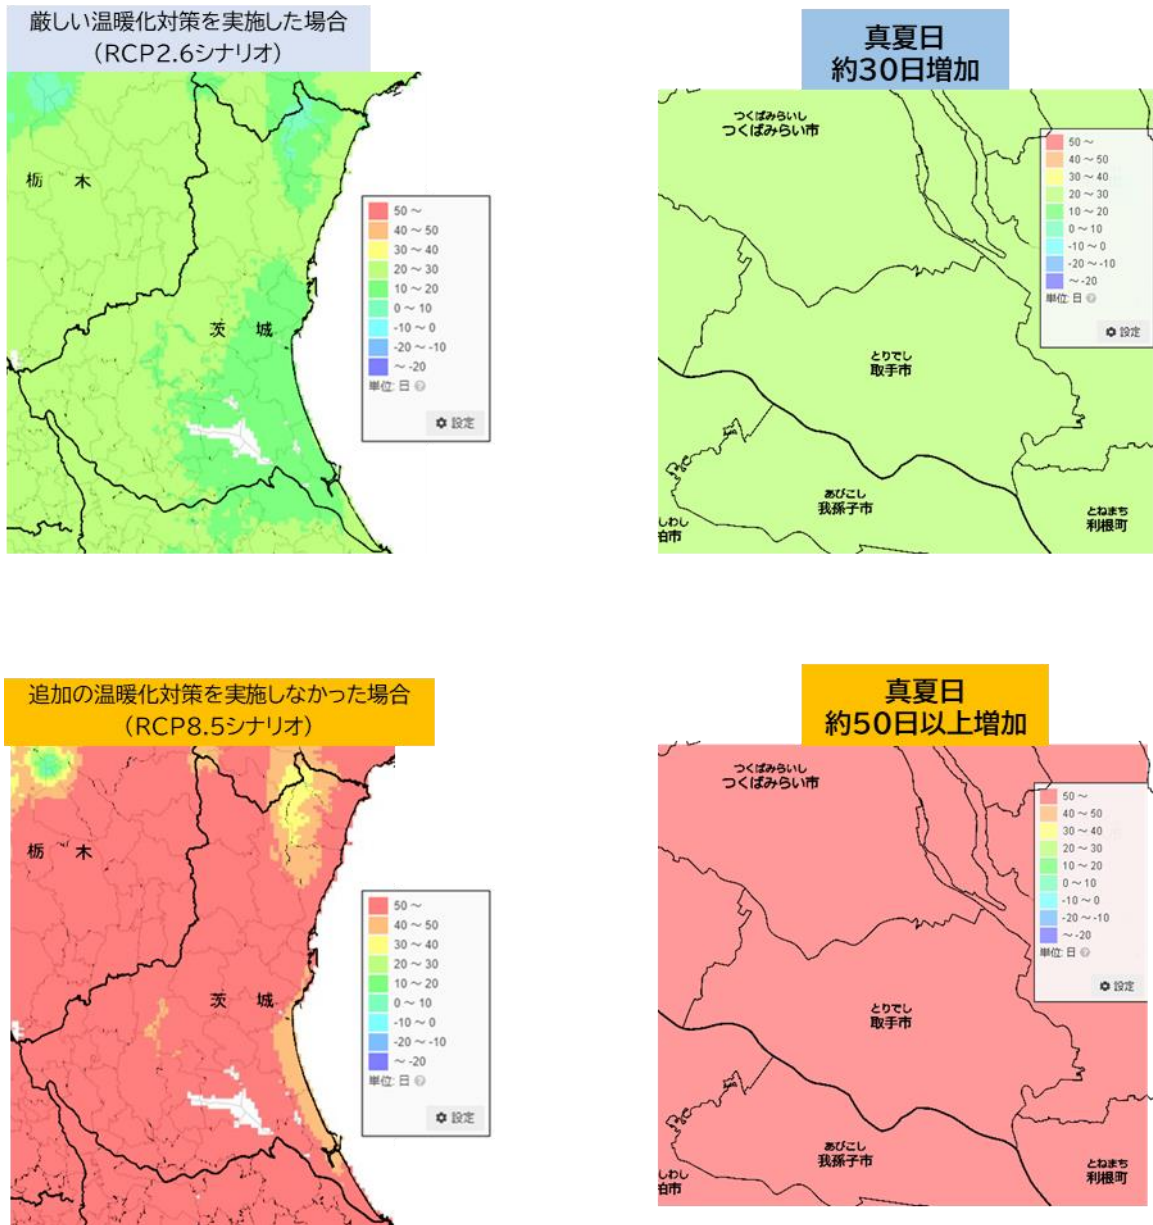 厳しい温暖化対策を実施した場合
（RCP2.6シナリオ）
栃 木
茨 城
50 ～
40 ～ 50
30 ～ 40
20 ～ 30
10 ～ 20
0 ～ 10
-10 ～ 0
-20 ～ -10
～ -20
単位: 日
設定
真夏日
約30日増加
つくばみらいし
つくばみらい市
とりでし
取手市
あびこし
我孫子市
しわし
柏市
とねまち
利根町
50 ～
40 ～ 50
30 ～ 40
20 ～ 30
10 ～ 20
0 ～ 10
-10 ～ 0
-20 ～ -10
～ -20
単位: 日
設定
追加の温暖化対策を実施しなかった場合
（RCP8.5シナリオ）
栃 木
茨 城
50 ～
40 ～ 50
30 ～ 40
20 ～ 30
10 ～ 20
0 ～ 10
-10 ～ 0
-20 ～ -10
～ -20
単位: 日
設定
真夏日
約50日以上増加
つくばみらいし
つくばみらい市
とりでし
取手市
あびこし
我孫子市
しわし
柏市
とねまち
利根町
50 ～
40 ～ 50
30 ～ 40
20 ～ 30
10 ～ 20
0 ～ 10
-10 ～ 0
-20 ～ -10
～ -20
単位: 日
設定